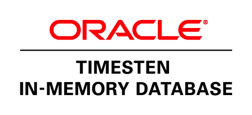 ORACLE®
TIMESTEN
IN-MEMORY DATABASE